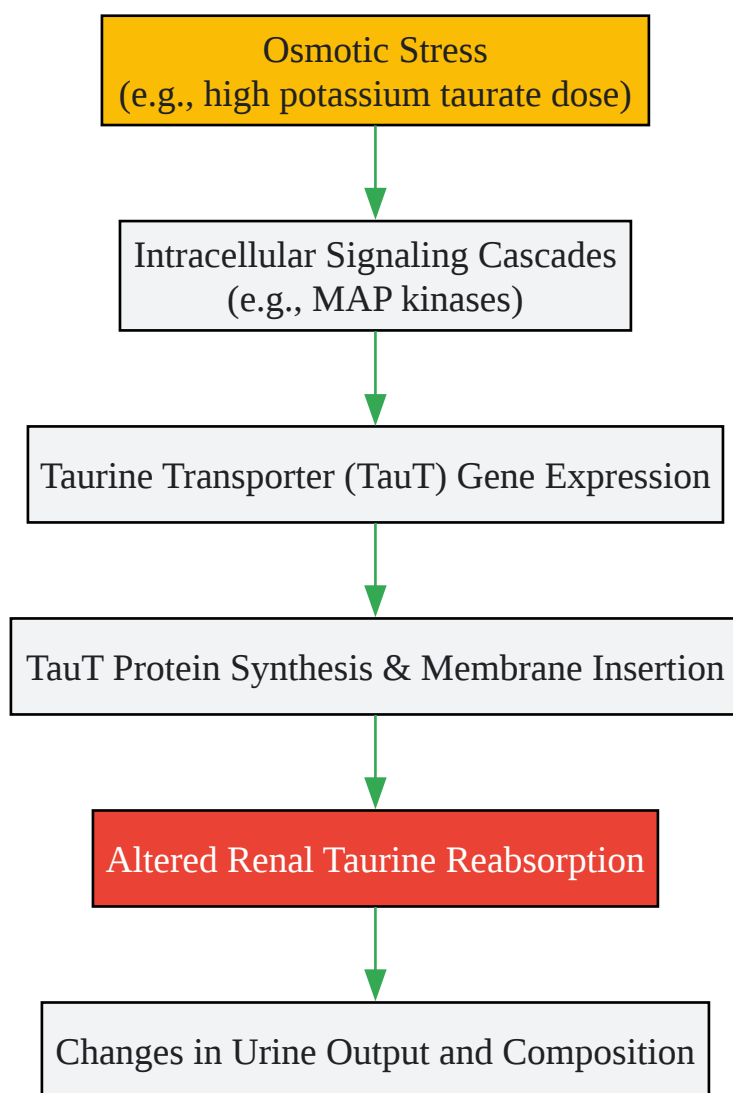 Osmotic Stress
(e.g., high potassium taurate dose)
Intracellular Signaling Cascades
(e.g., MAP kinases)
Taurine Transporter (TauT) Gene Expression
TauT Protein Synthesis & Membrane Insertion
Altered Renal Taurine Reabsorption
Changes in Urine Output and Composition